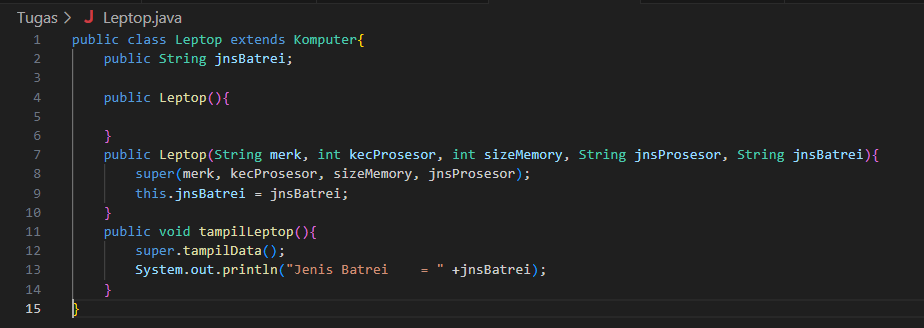 Tugas > J Leptop.java
1 public class Leptop extends Komputer{
2     public String jnsBatrei;
3
4     public Leptop(){
5
6     }
7     public Leptop(String merk, int kecProsesor, int sizeMemory, String jnsProsesor, String jnsBatrei){
8         super(merk, kecProsesor, sizeMemory, jnsProsesor);
9         this.jnsBatrei = jnsBatrei;
10     }
11     public void tampilLeptop(){
12         super.tampilData();
13         System.out.println("Jenis Batrei    = " +jnsBatrei);
14     }
15 }